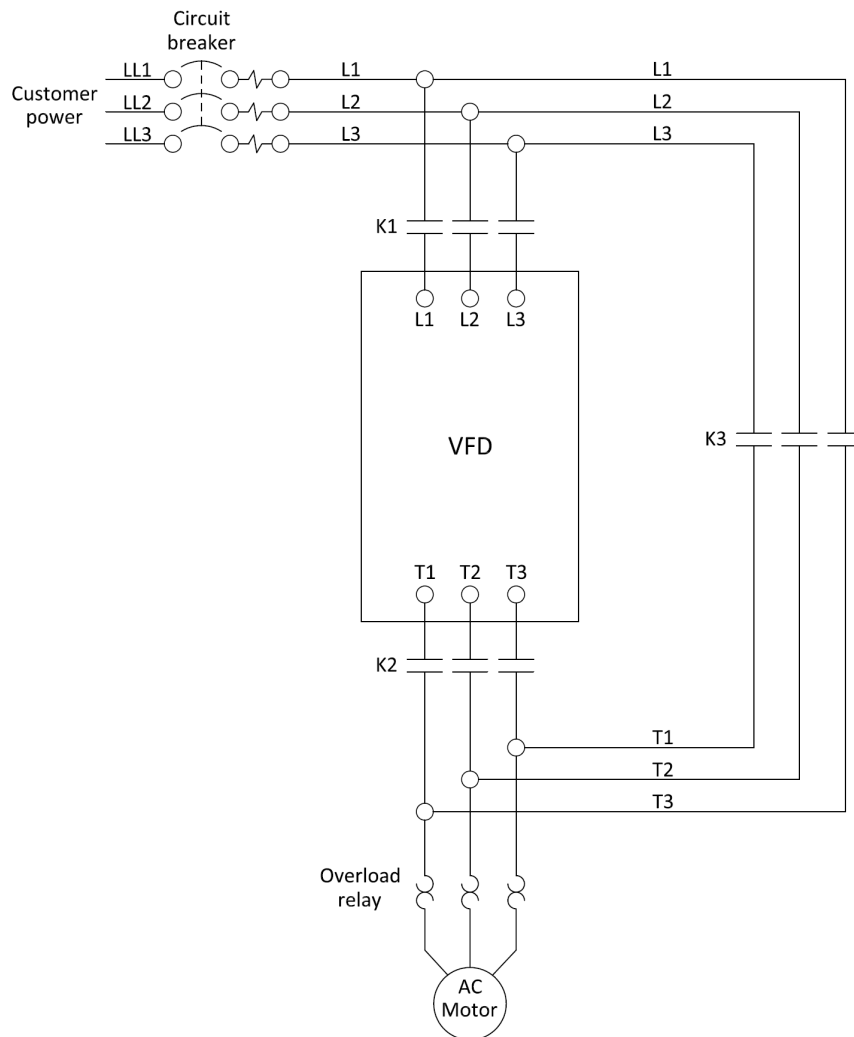 Circuit
breaker
LL1
L1
L1
Customer
power
LL2
L2
L2
LL3
L3
L3
K1
L1 L2 L3
VFD
K3
T1 T2 T3
K2
T1
T2
T3
Overload
relay
AC
Motor